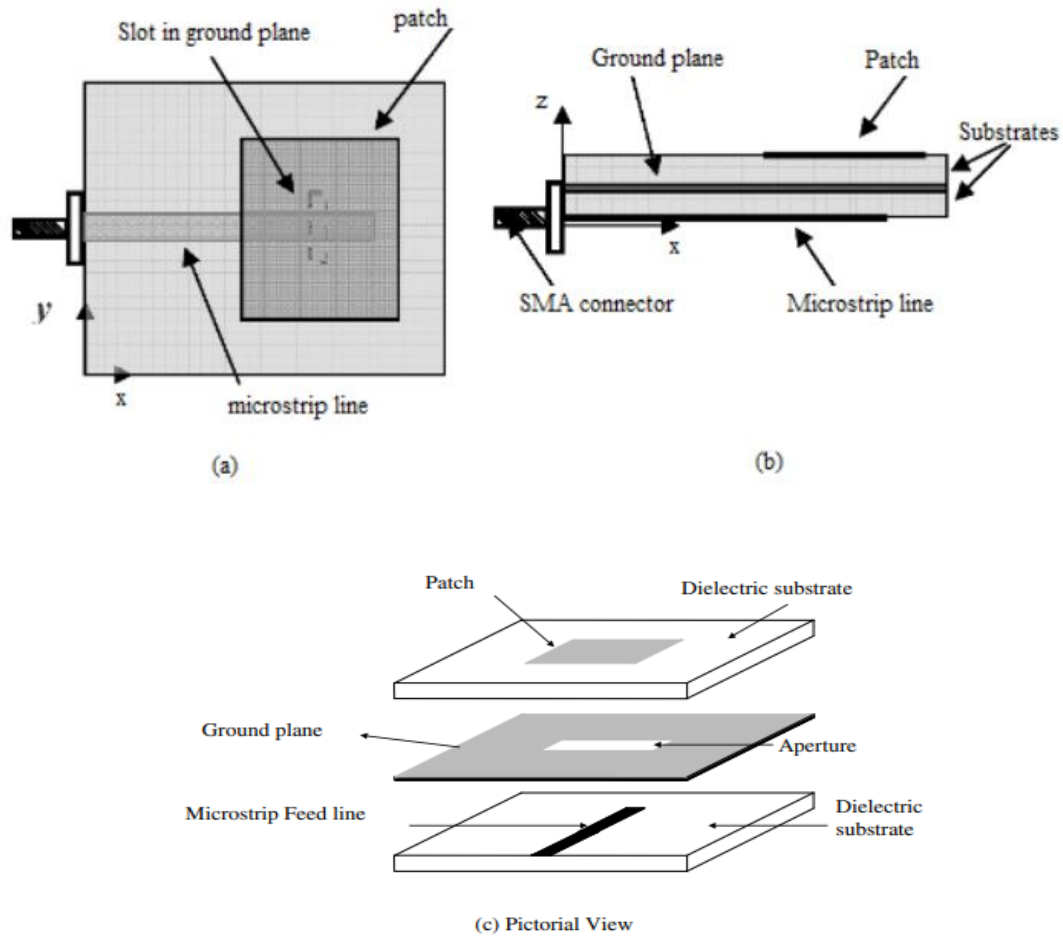 Slot in ground plane
patch
y
x
microstrip line
(a)
Ground plane
Patch
z
Substrates
x
SMA connector
Microstrip line
(b)
Patch
Dielectric substrate
Ground plane
Aperture
Microstrip Feed line
Dielectric
substrate
(c) Pictorial View